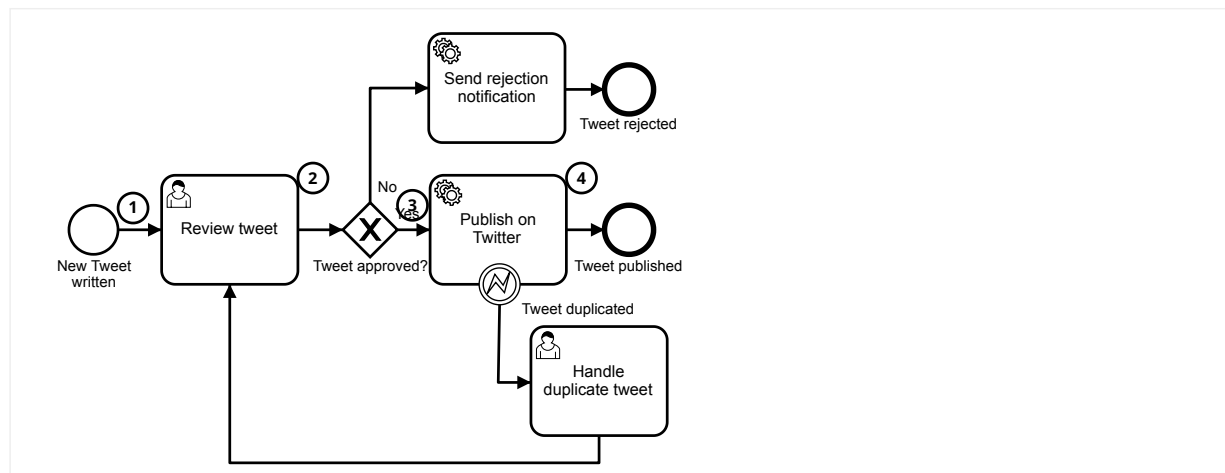 Send rejection
notification
Tweet rejected
1
2
No
3
Yes
4
Review tweet
Publish on
Twitter
X
New Tweet
written
Tweet approved?
Tweet published
Tweet duplicated
Handle
duplicate tweet